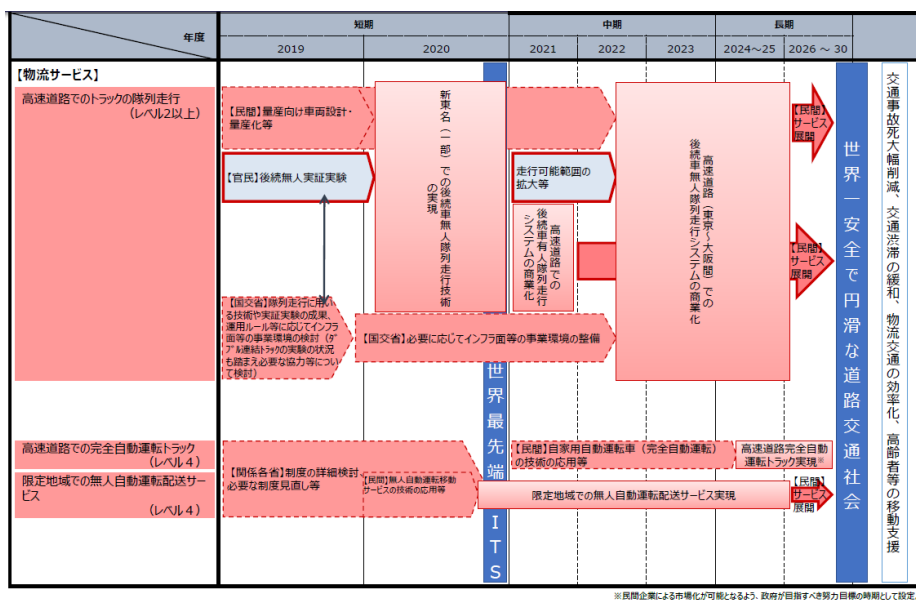 年度
短期
中期
長期
2019
2020
2021
2022
2023
2024～25
2026 ～ 30
【物流サービス】
高速道路でのトラックの隊列走行
（レベル2以上）
【民間】量産向け車両設計・
量産化等
【官民】後続無人実証実験
新東名（一部）での後続車無人隊列走行技術
の実現
走行可能範囲の
拡大等
高速道路での
後続車有人隊列走行
システムの商業化
高速道路（東京～大阪間）での
後続車無人隊列走行システムの商業化
【民間】
サービス
展開
【民間】
サービス
展開
【国交省】隊列走行に用い
る技術や実証実験の成果、
運用ルール等に応じてインフラ
面等の事業環境の検討（ダ
ブル連結トラックの実験の状況
も踏まえ必要な協力等につい
て検討）
【国交省】必要に応じてインフラ面等の事業環境の整備
高速道路での完全自動運転トラック
（レベル４）
限定地域での無人自動運転配送サー
ビス
（レベル４）
【関係各省】制度の詳細検討
必要な制度見直し等
【民間】無人自動運転移動
サービスの技術の応用等
【民間】自家用自動運転車（完全自動運転）
の技術の応用等
高速道路完全自動
運転トラック実現※
限定地域での無人自動運転配送サービス実現
【民間】
サービス
展開
世界最先端ITS
世界一安全で円滑な道路交通社会
交通事故死大幅削減、交通渋滞の緩和、物流交通の効率化、高齢者等の移動支援
※民間企業による市場化が可能となるよう、政府が目指すべき努力目標の時期として設定。